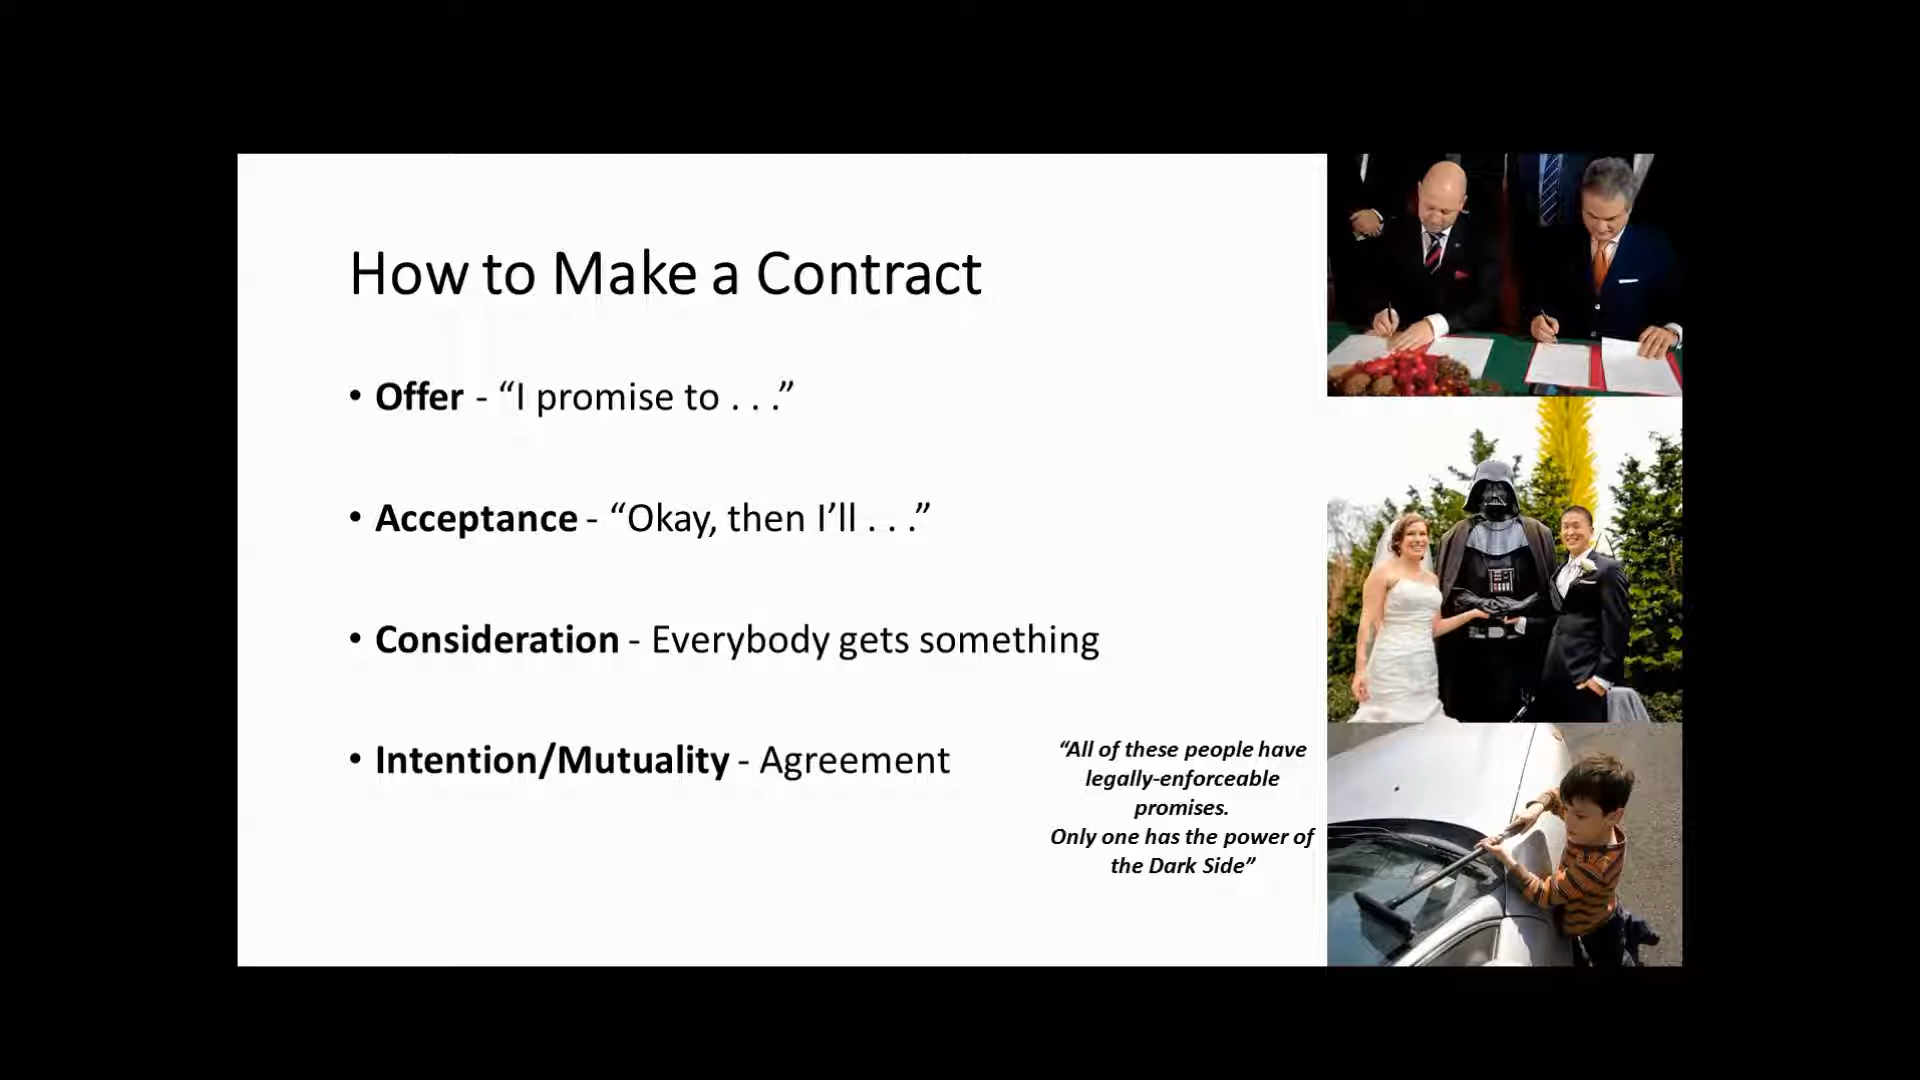 How to Make a Contract
• Offer - “I promise to . . .”
• Acceptance - “Okay, then I’ll . . .”
• Consideration - Everybody gets something
• Intention/Mutuality - Agreement
“All of these people have
legally-enforceable
promises.
Only one has the power of
the Dark Side”